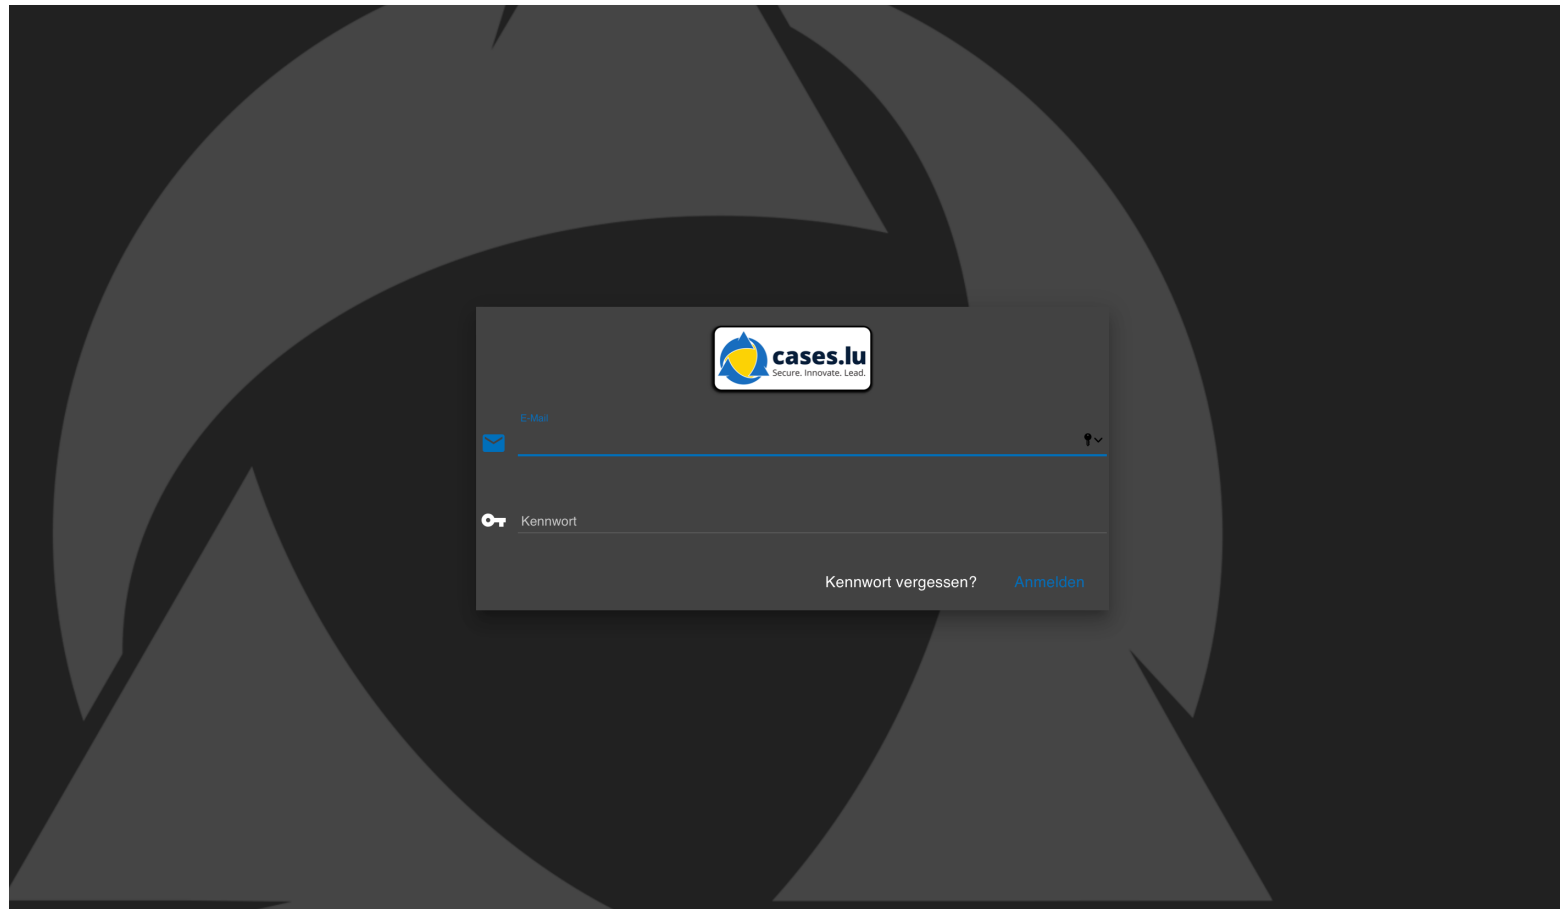 cases.lu
Secure. Innovate. Lead.
E-Mail
Kennwort
Kennwort vergessen? Anmelden